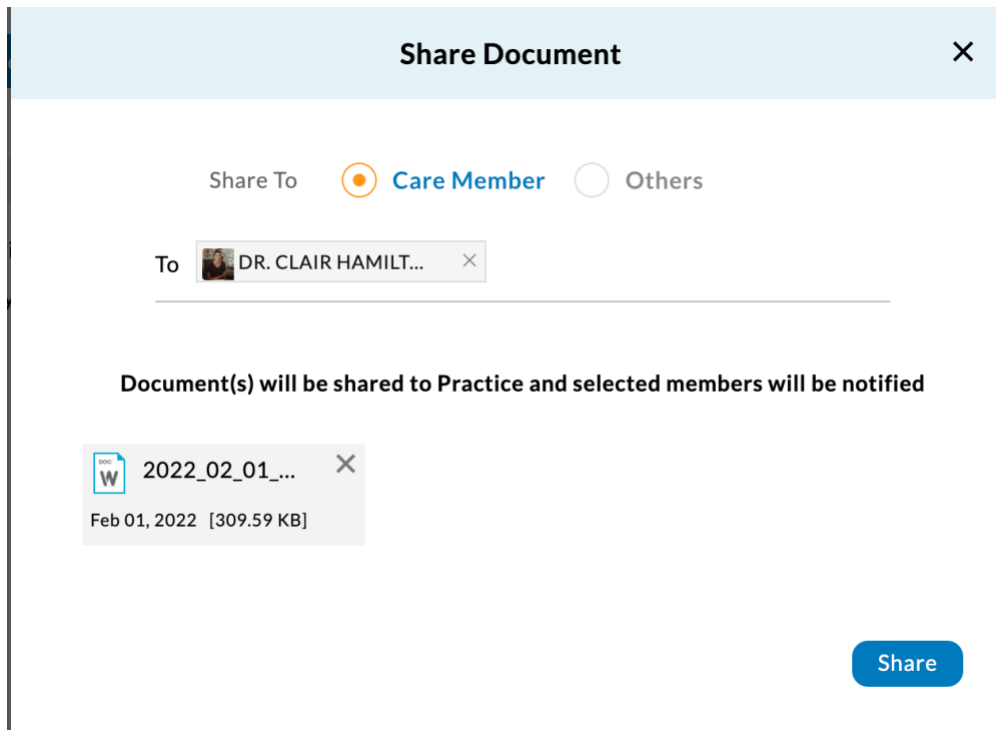 Share Document
Share To Care Member Others
To DR. CLAIR HAMILT...
Document(s) will be shared to Practice and selected members will be notified
DOC
W 2022_02_01_...
Feb 01, 2022 [309.59 KB]
Share